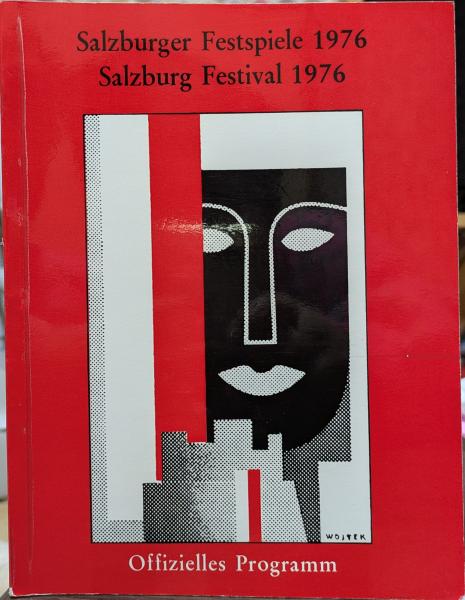 Salzburger Festspiele 1976
Salzburg Festival 1976
WOJTEK
Offizielles Programm